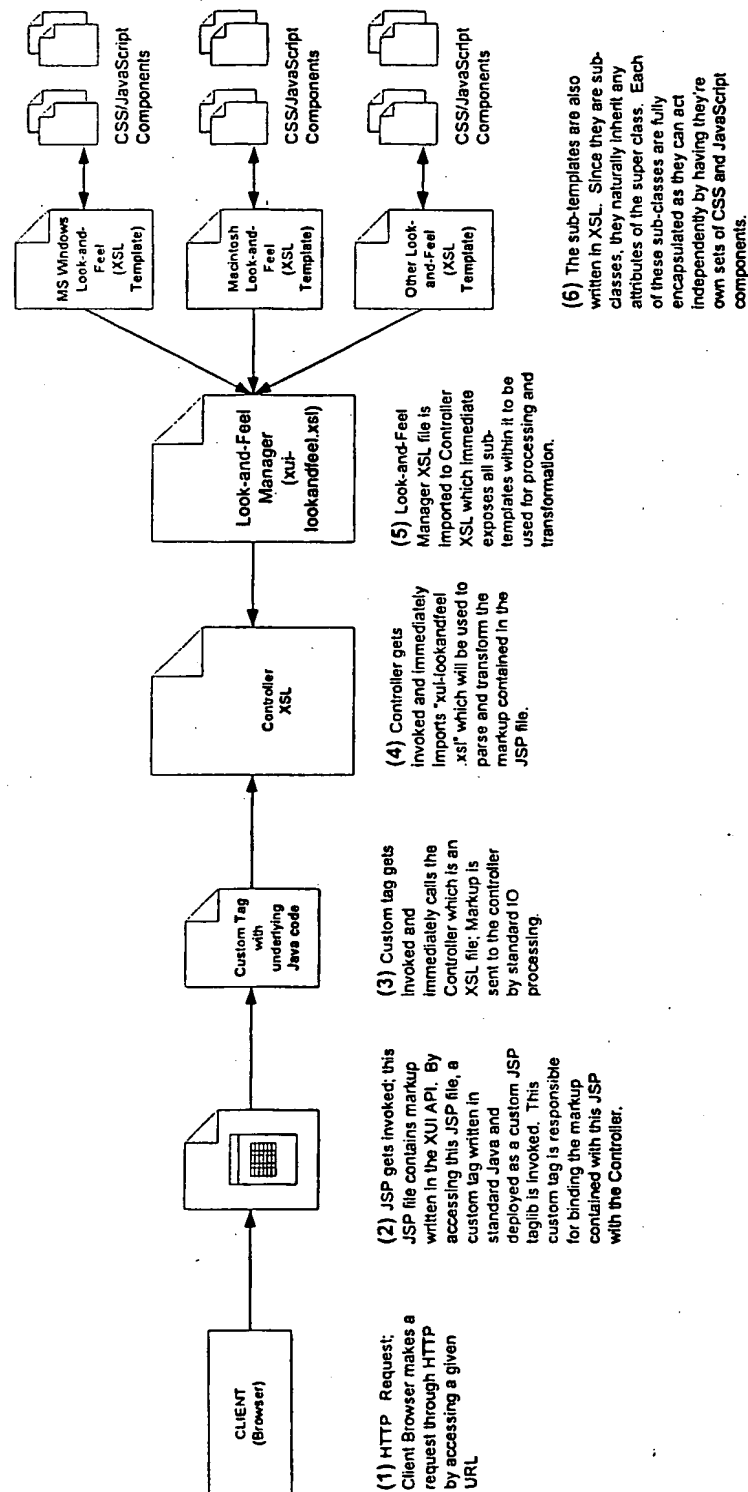 CLIENT
(Browser)
(1) HTTP Request;
Client Browser makes a
request through HTTP
by accessing a given
URL
(2) JSP gets invoked; this
JSP file contains markup
written in the XUI API. By
accessing this JSP file, a
custom tag written in
standard Java and
deployed as a custom JSP
taglib is invoked. This
custom tag is responsible
for binding the markup
contained with this JSP
with the Controller.
Custom Tag
with
underlying
Java code
(3) Custom tag gets
invoked and
immediately calls the
Controller which is an
XSL file; Markup is
sent to the controller
by standard IO
processing.
Controller
XSL
(4) Controller gets
invoked and immediately
imports "xui-lookandfeel
.xsl" which will be used to
parse and transform the
markup contained in the
JSP file.
Look-and-Feel
Manager
(xui-
lookandfeel.xsl)
(5) Look-and-Feel
Manager XSL file is
imported to Controller
XSL which immediate
exposes all sub-
templates within it to be
used for processing and
transformation.
MS Windows
Look-and-
Feel
(XSL
Template)
CSS/JavaScript
Components
Macintosh
Look-and-
Feel
(XSL
Template)
CSS/JavaScript
Components
Other Look-
and-Feel
(XSL
Template)
CSS/JavaScript
Components
(6) The sub-templates are also
written in XSL. Since they are sub-
classes, they naturally inherit any
attributes of the super class. Each
of these sub-classes are fully
encapsulated as they can act
independently by having they're
own sets of CSS and JavaScript
components.